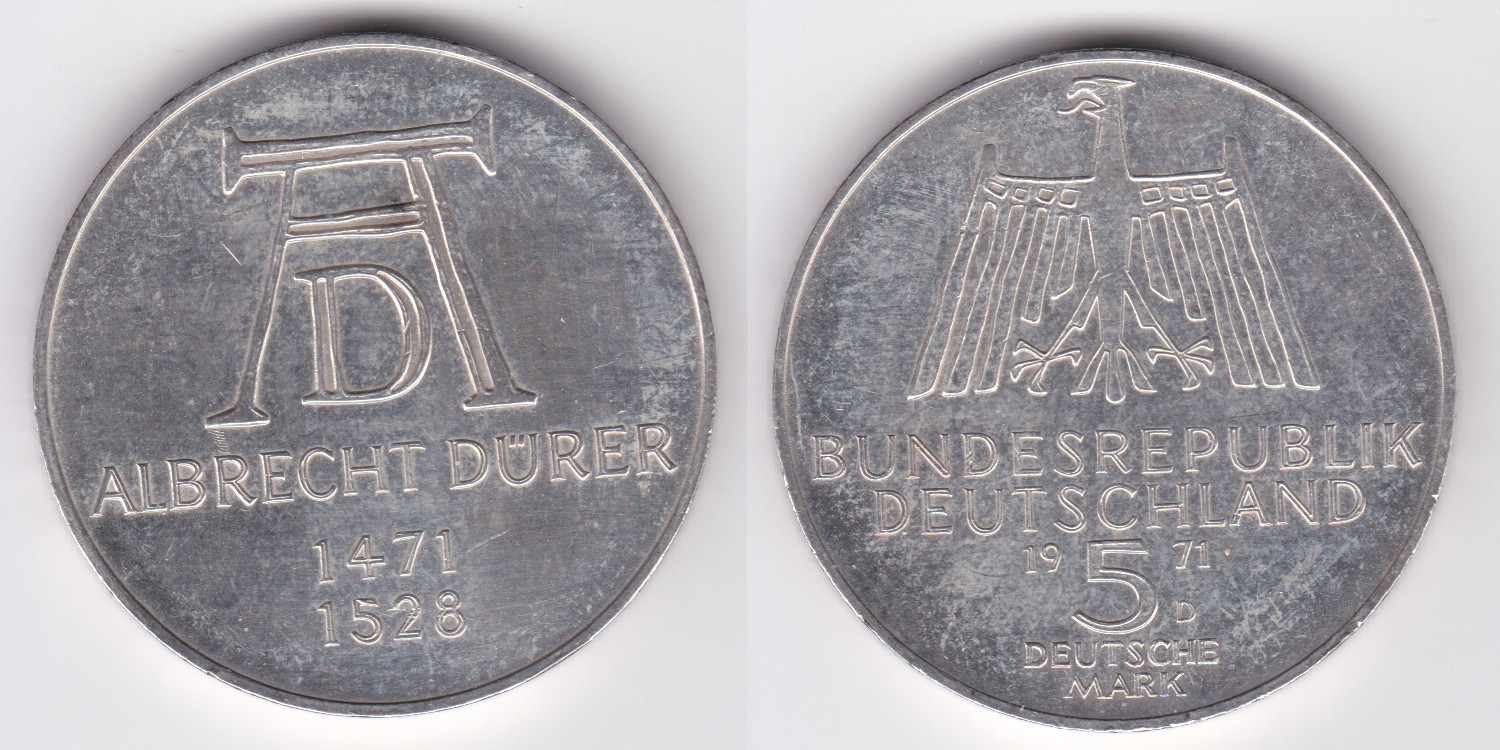 AD
ALBRECHT DÜRER
1471
1528
BUNDESREPUBLIK
DEUTSCHLAND
19 5 71
D
DEUTSCHE
MARK